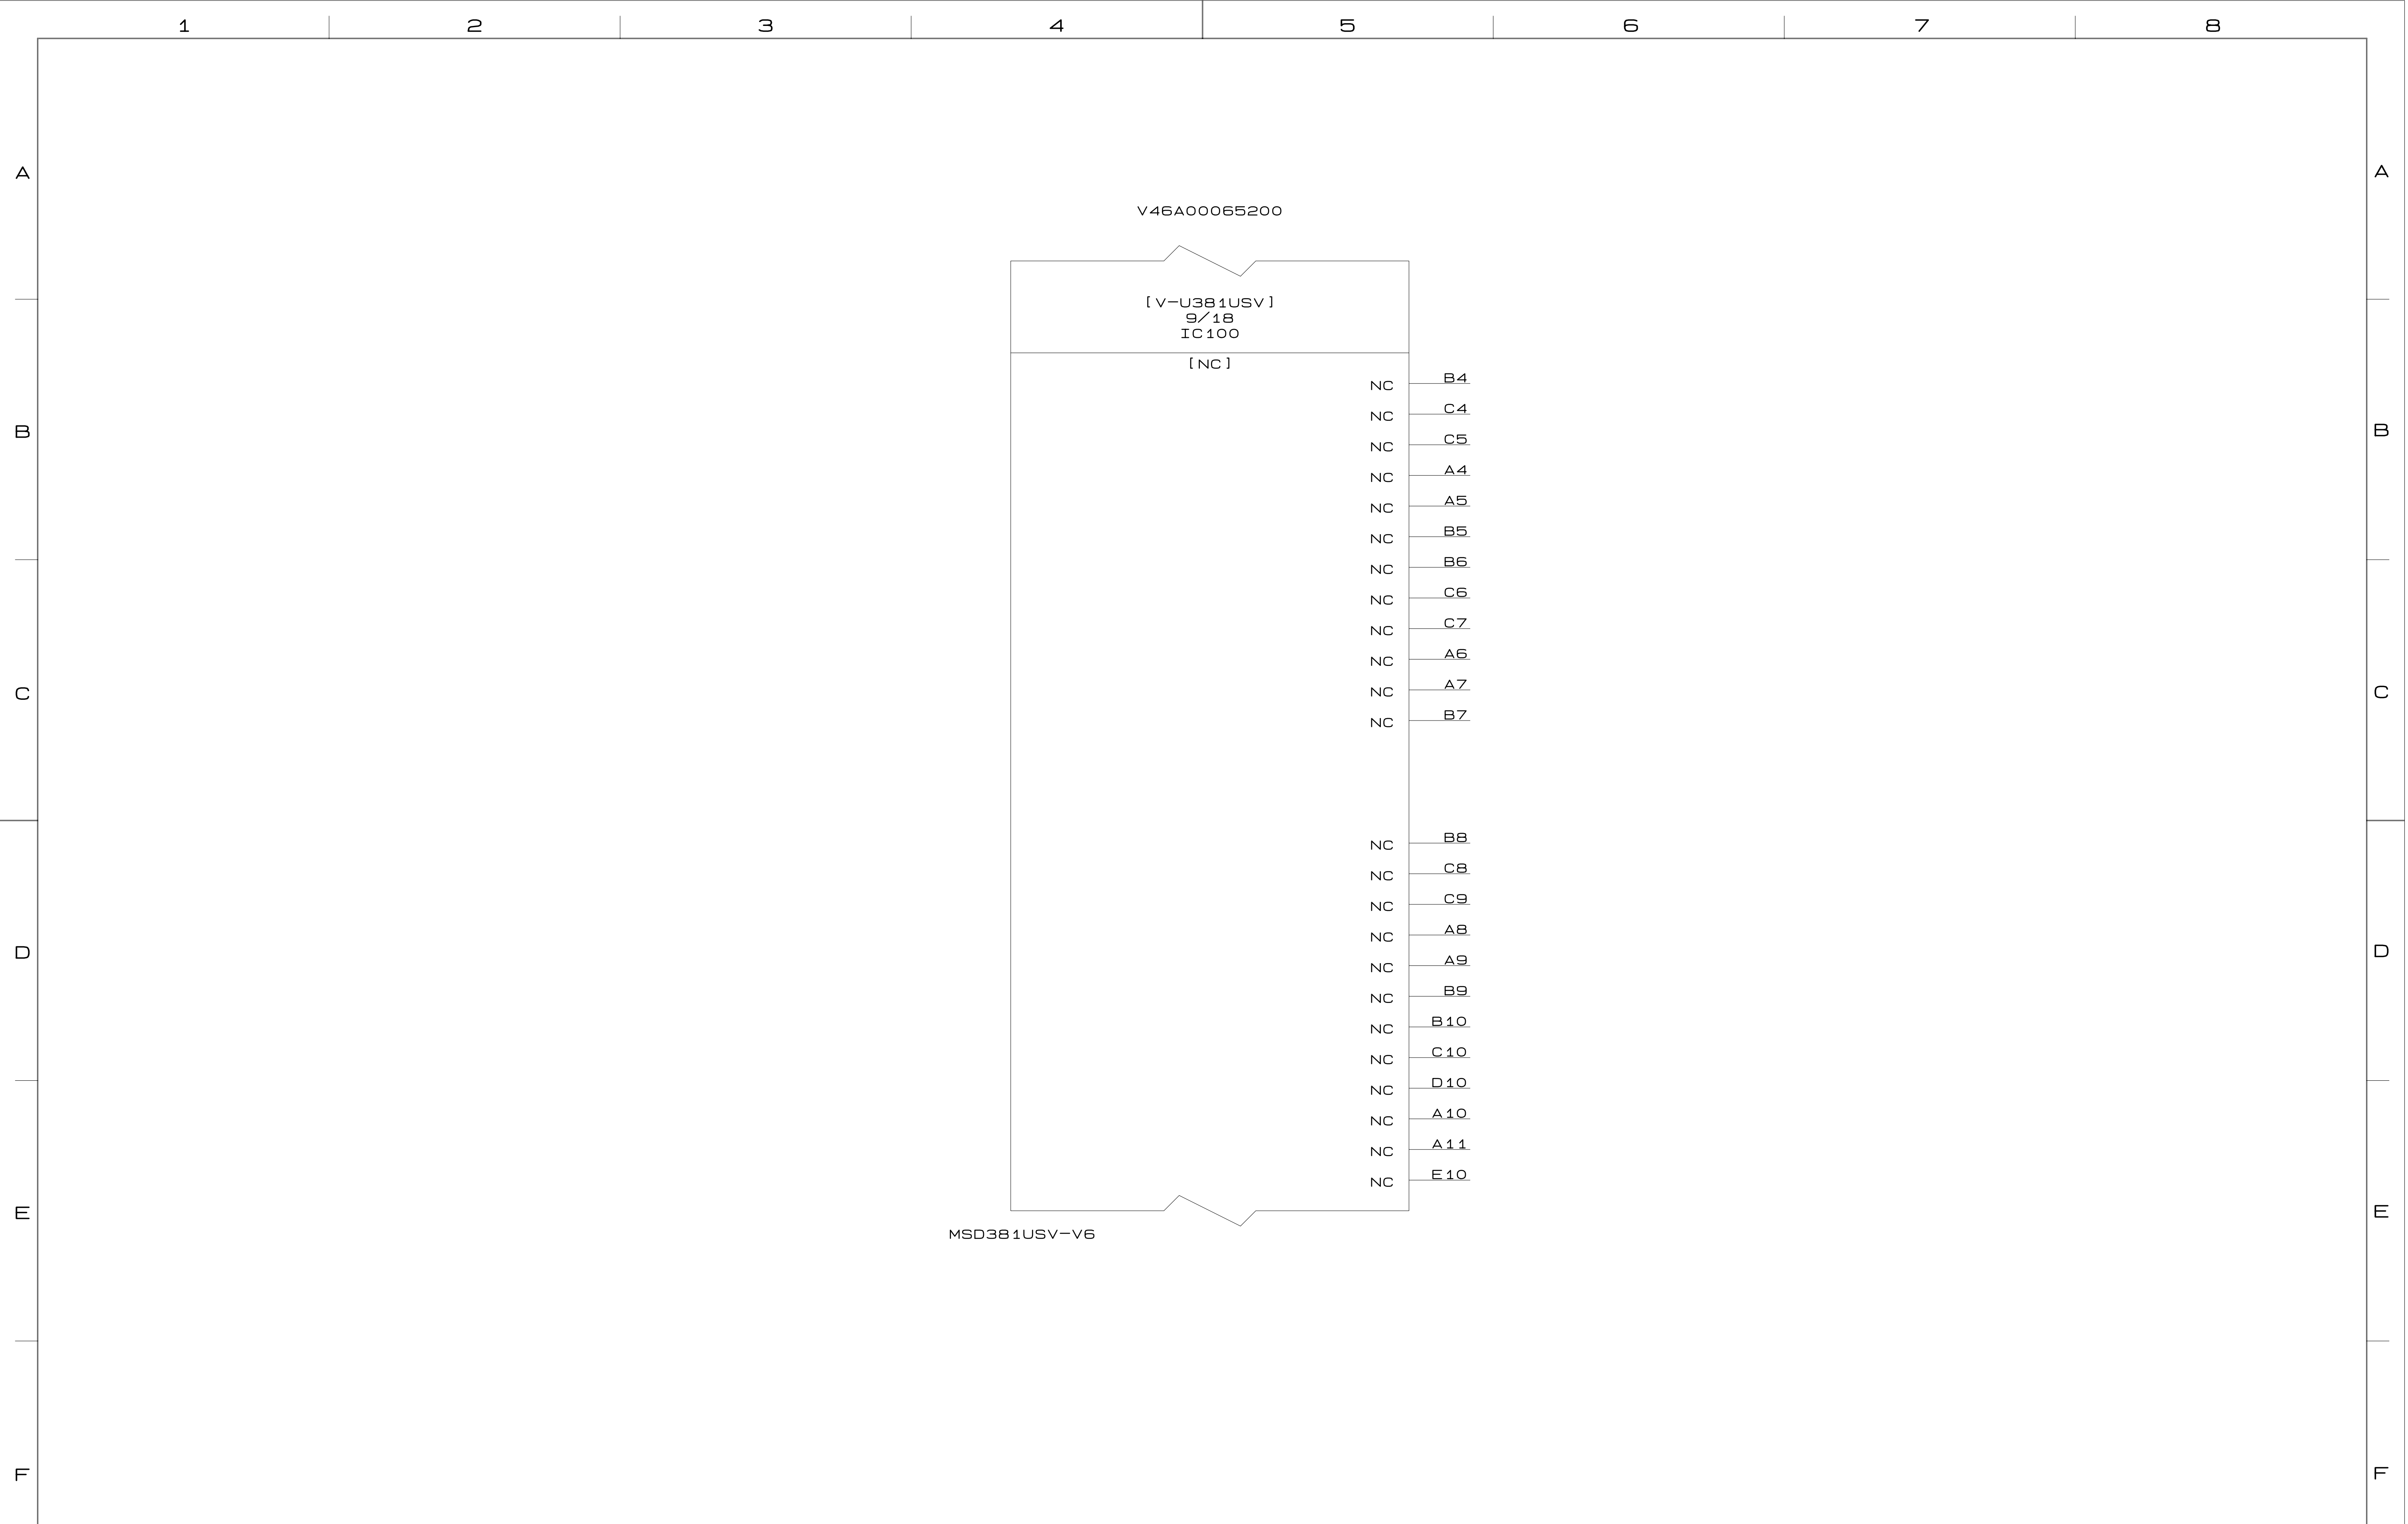 1 2 3 4 5 6 7 8
A A
V46A00065200
[V-U381USV]
9/18
IC100
[NC]
NC B4
NC C4
B B
NC C5
NC A4
NC A5
NC B5
NC B6
NC C6
NC C7
NC A6
NC A7
C C
NC B7
NC B8
NC C8
NC C9
NC A8
D D
NC A9
NC B9
NC B10
NC C10
NC D10
NC A10
NC A11
NC E10
E E
MSD381USV-V6
F F